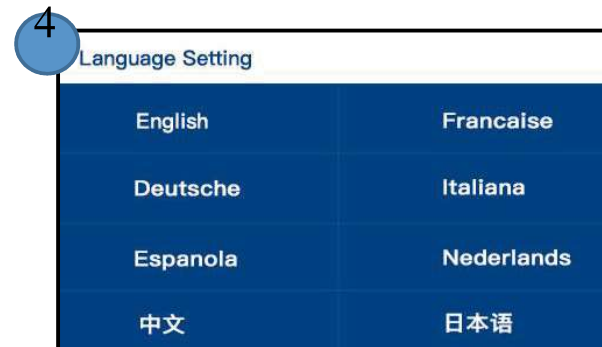 4
Language Setting
English Francaise
Deutsche Italiana
Espanola Nederlands
中文 日本语